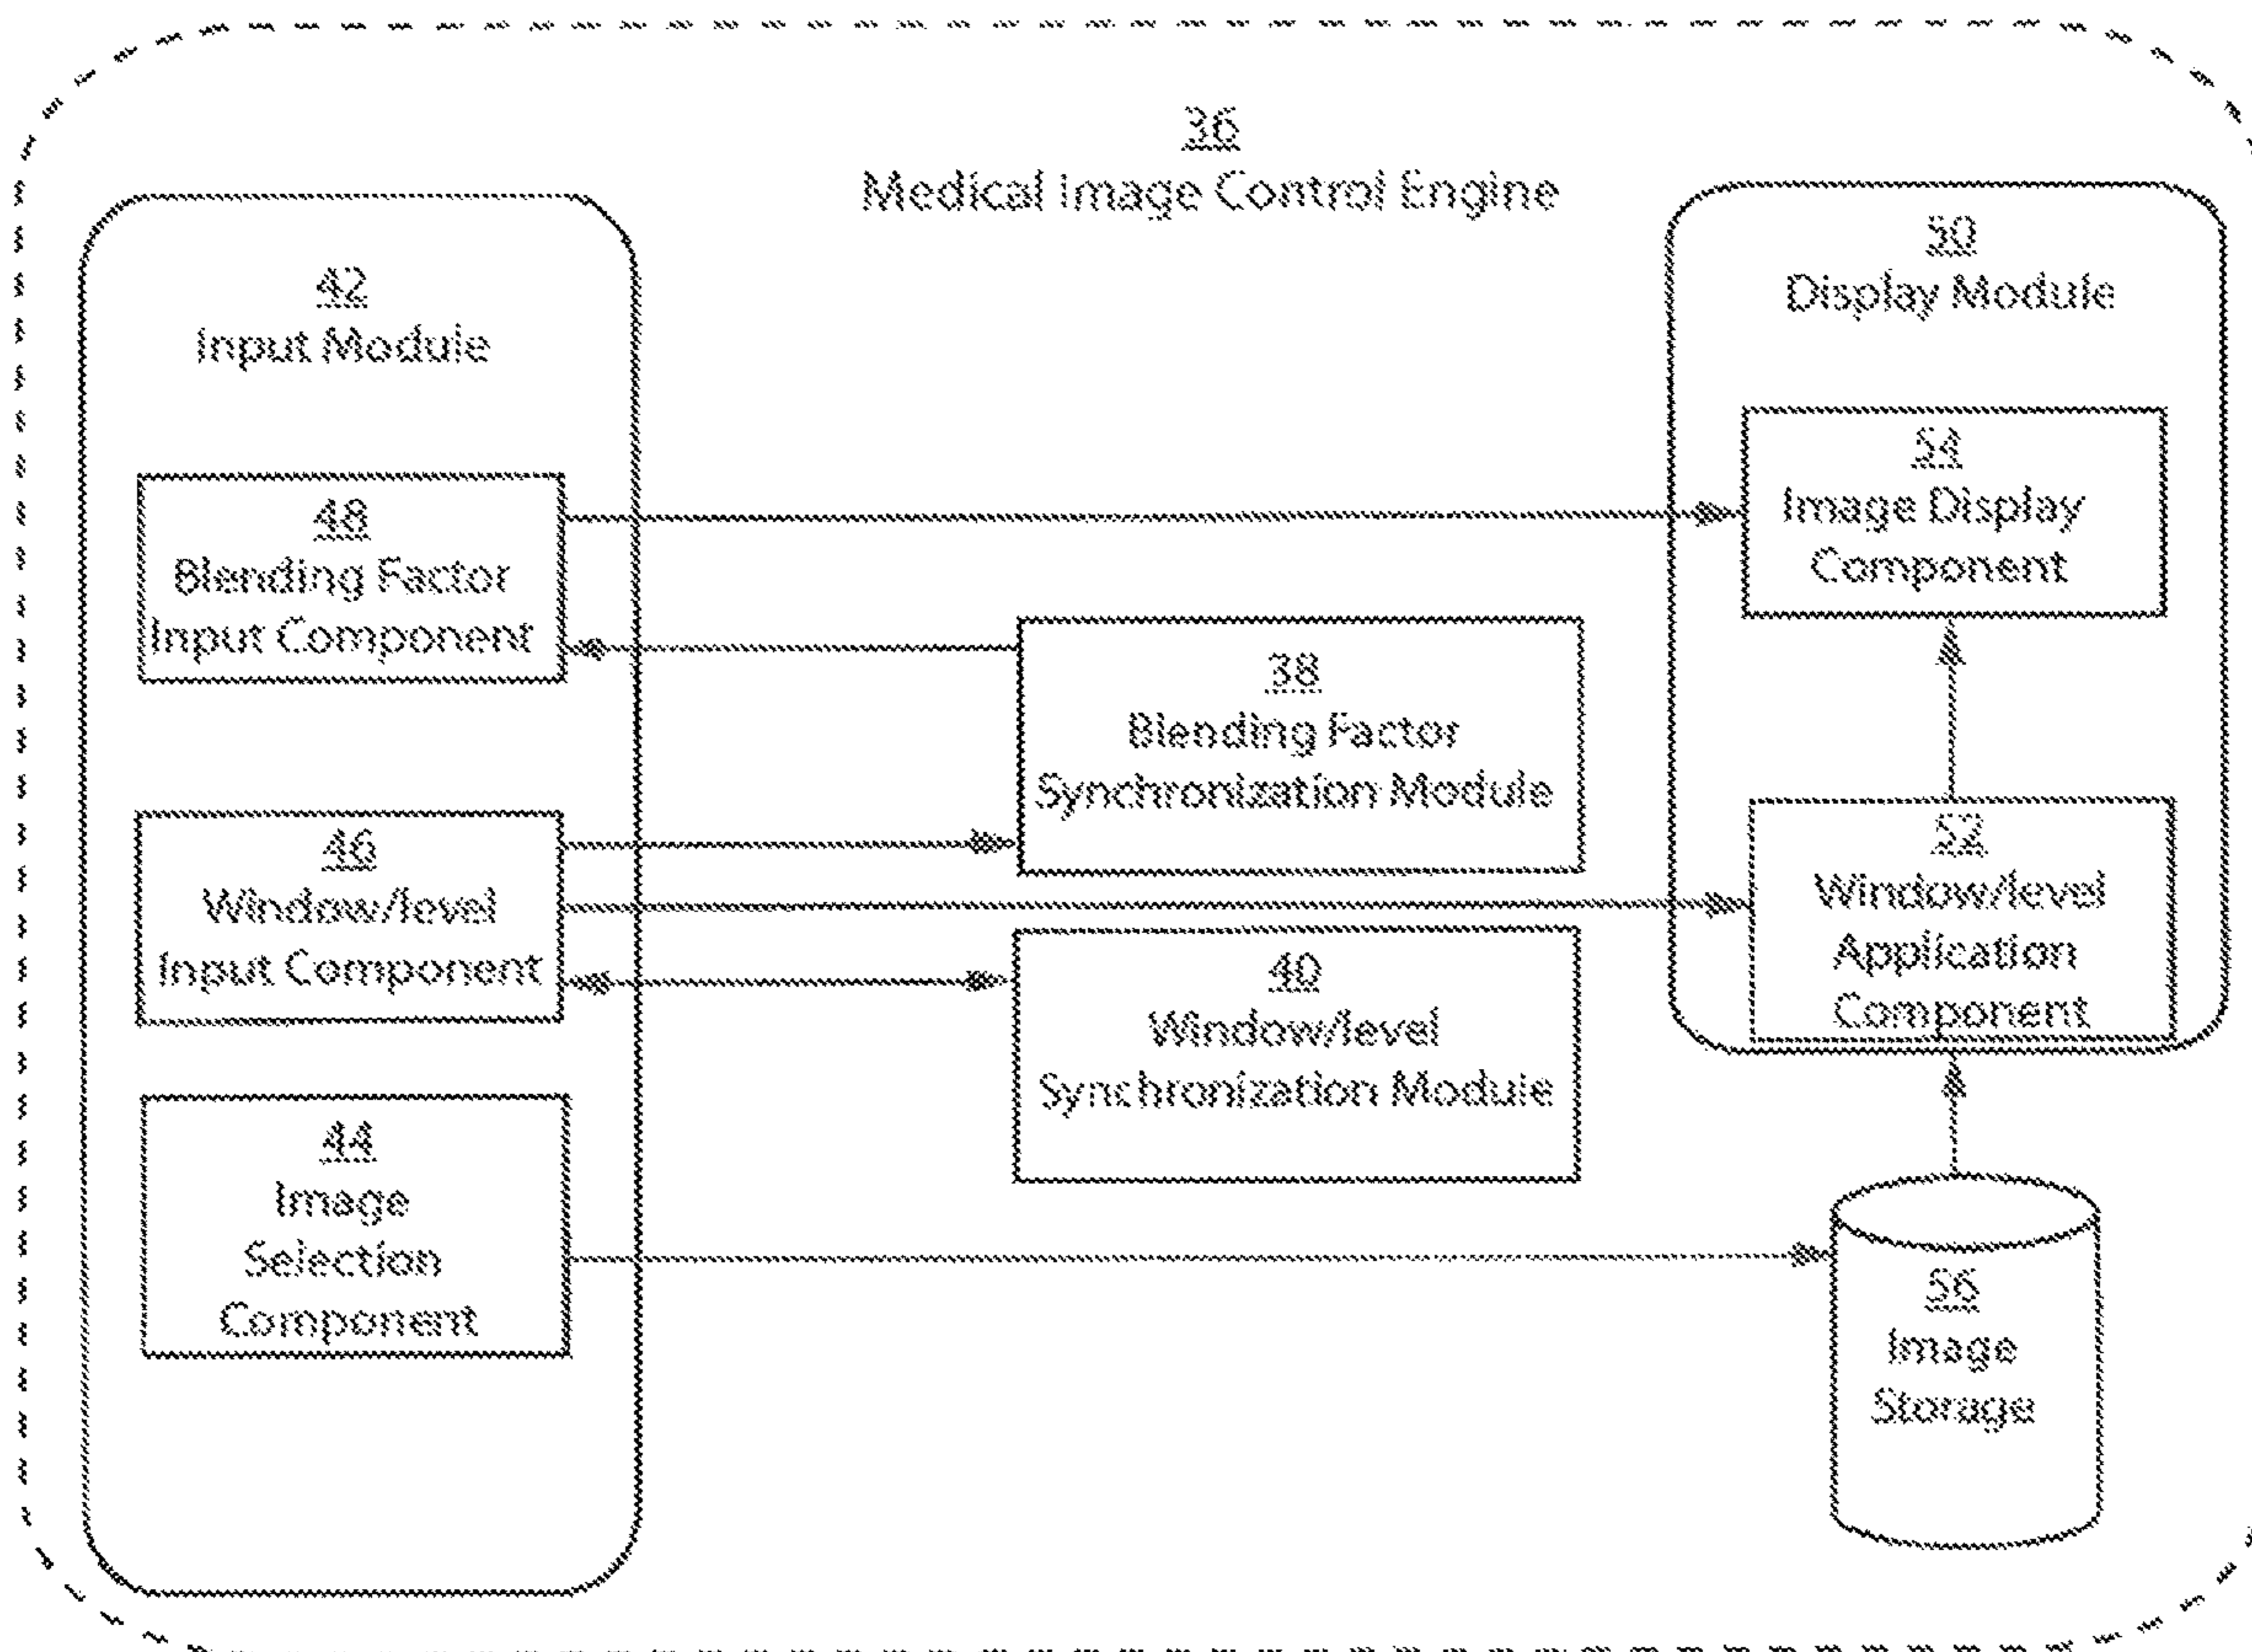 36
Medical Image Control Engine
42
Input Module
48
Blending Factor
Input Component
46
Window/level
Input Component
44
Image
Selection
Component
38
Blending Factor
Synchronization Module
40
Window/level
Synchronization Module
50
Display Module
54
Image Display
Component
52
Window/level
Application
Component
56
Image
Storage